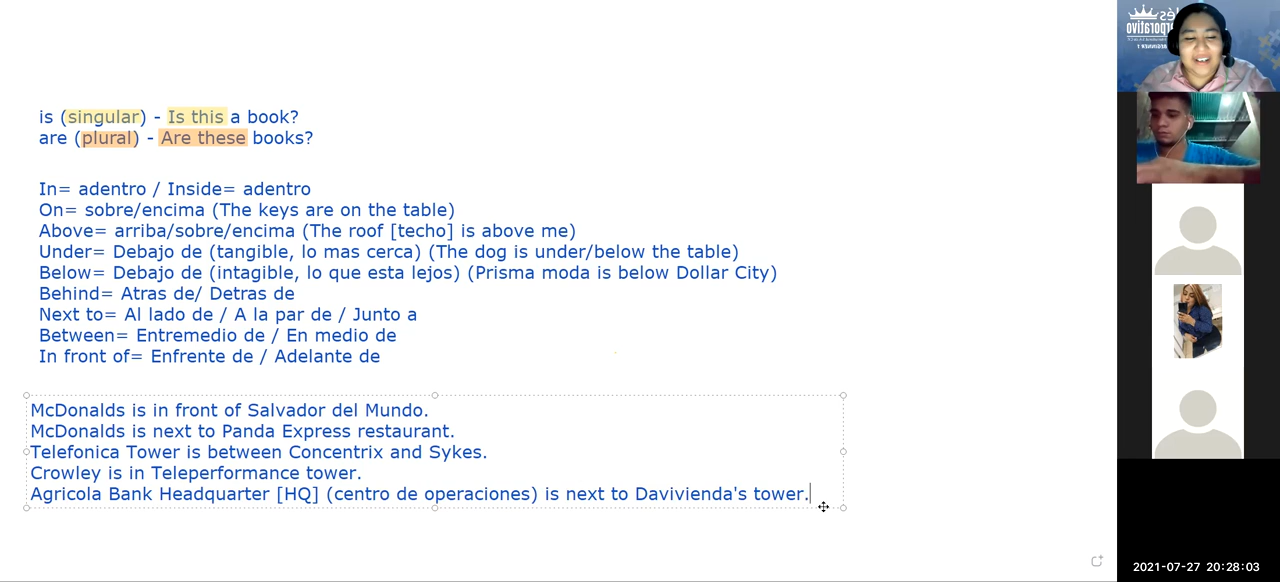 is (singular) - Is this a book?
are (plural) - Are these books?
In= adentro / Inside= adentro
On= sobre/encima (The keys are on the table)
Above= arriba/sobre/encima (The roof [techo] is above me)
Under= Debajo de (tangible, lo mas cerca) (The dog is under/below the table)
Below= Debajo de (intagible, lo que esta lejos) (Prisma moda is below Dollar City)
Behind= Atras de/ Detras de
Next to= Al lado de / A la par de / Junto a
Between= Entremedio de / En medio de
In front of= Enfrente de / Adelante de
McDonalds is in front of Salvador del Mundo.
McDonalds is next to Panda Express restaurant.
Telefonica Tower is between Concentrix and Sykes.
Crowley is in Teleperformance tower.
Agricola Bank Headquarter [HQ] (centro de operaciones) is next to Davivienda's tower.
2021-07-27 20:28:03